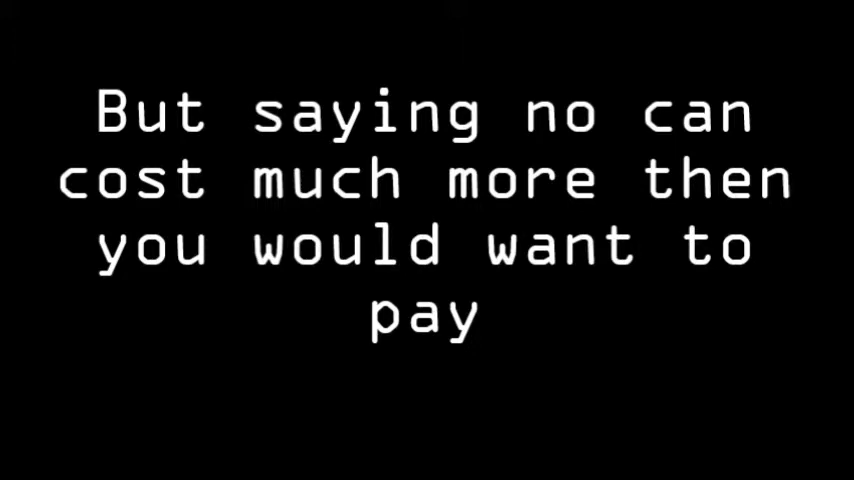 But saying no can
cost much more then
you would want to
pay